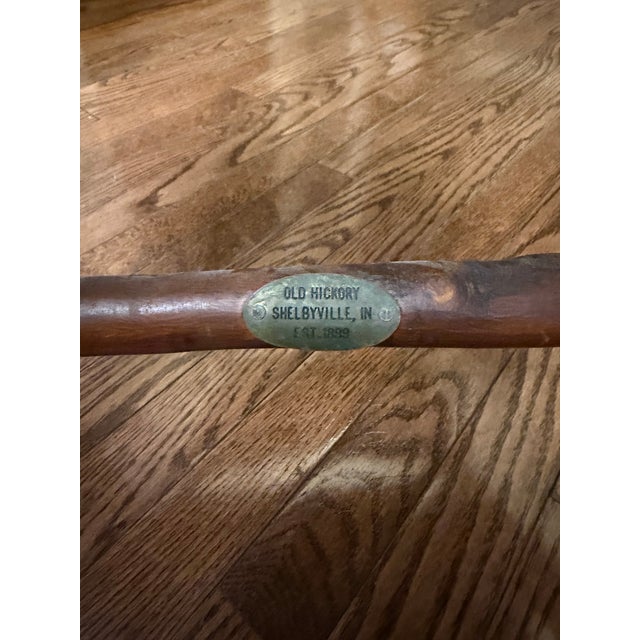 OLD HICKORY
SHELBYVILLE, IN
EST. 1899